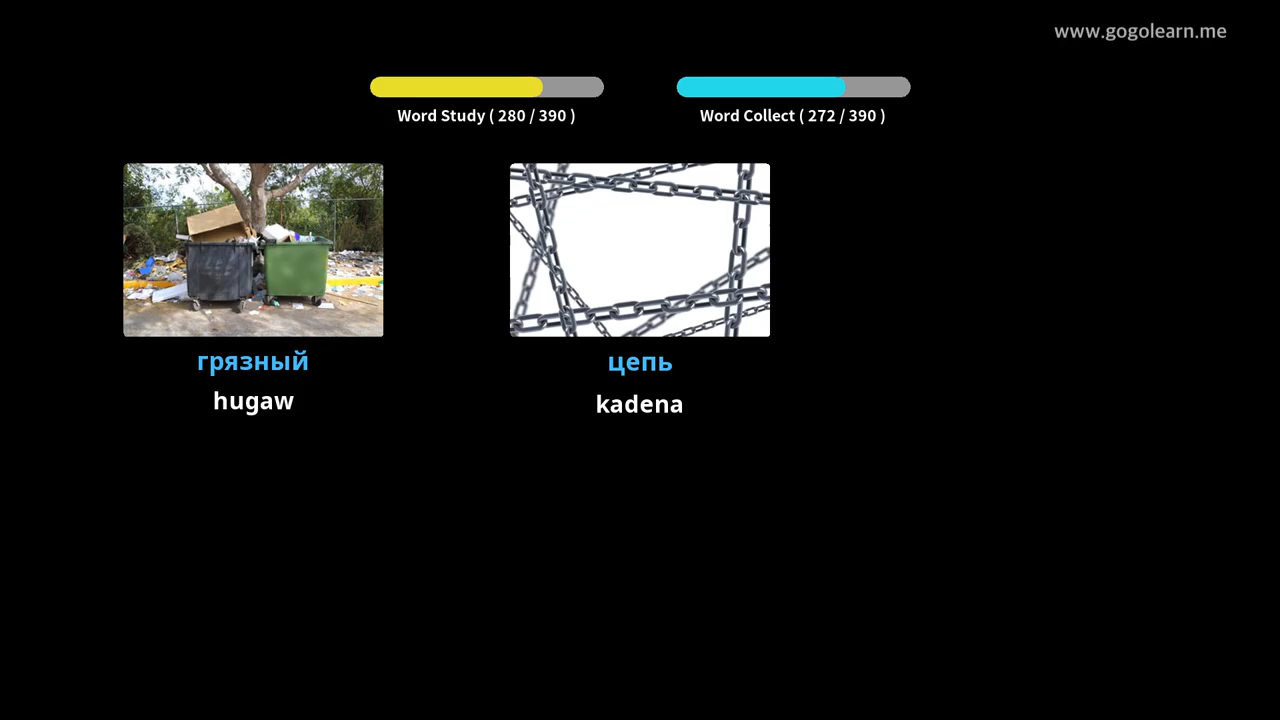 www.gogolearn.me
Word Study ( 280 / 390 )
Word Collect ( 272 / 390 )
грязный
hugaw
цепь
kadena